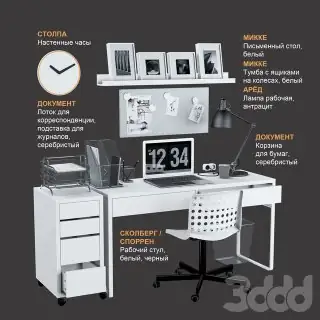 СТОЛПА
Настенные часы
МИККЕ
Письменный стол,
белый
МИККЕ
Тумба с ящиками
на колесах, белый
АРЁД
Лампа рабочая,
антрацит
ДОКУМЕНТ
Лоток для
корреспонденции,
подставка для
журналов,
серебристый
ДОКУМЕНТ
Корзина
для бумаг,
серебристый
12 34
СКОЛБЕРГ/
СПОРРЕН
Рабочий стул,
белый, черный
3ddd